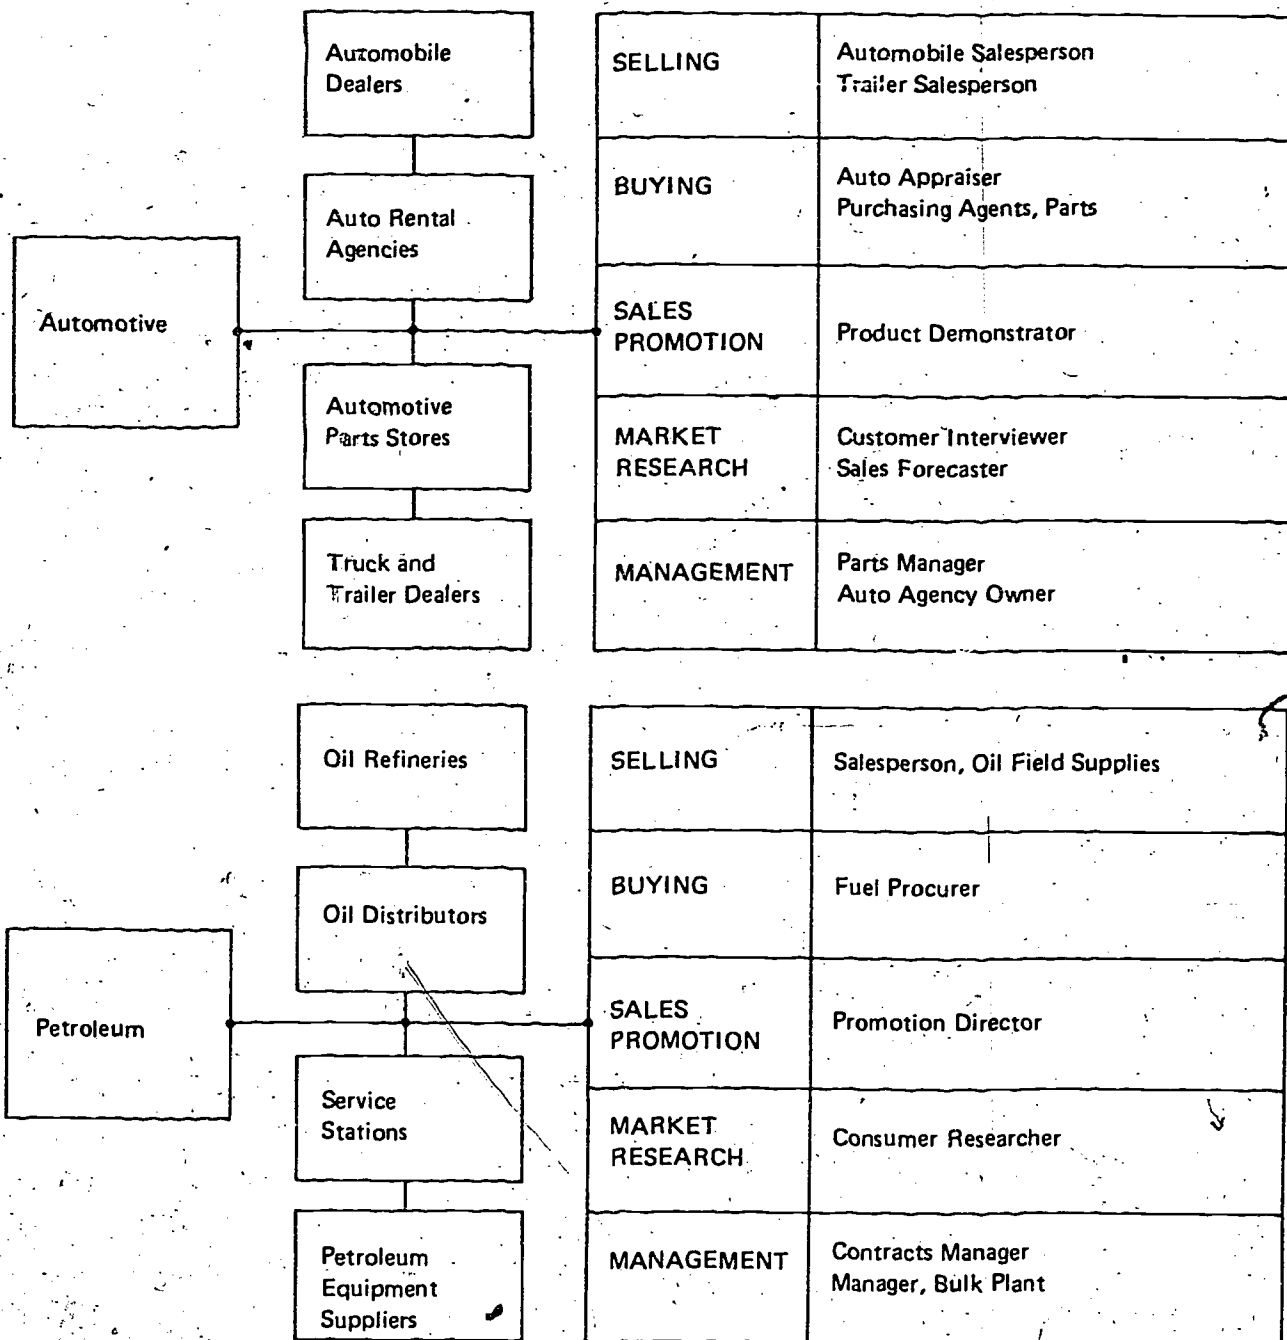 Automotive
Automobile
Dealers
Auto Rental
Agencies
Automotive
Parts Stores
Truck and
Trailer Dealers
SELLING
Automobile Salesperson
Trailer Salesperson
BUYING
Auto Appraiser
Purchasing Agents, Parts
SALES
PROMOTION
Product Demonstrator
MARKET
RESEARCH
Customer Interviewer
Sales Forecaster
MANAGEMENT
Parts Manager
Auto Agency Owner
Petroleum
Oil Refineries
Oil Distributors
Service
Stations
Petroleum
Equipment
Suppliers
SELLING
Salesperson, Oil Field Supplies
BUYING
Fuel Procurer
SALES
PROMOTION
Promotion Director
MARKET
RESEARCH
Consumer Researcher
MANAGEMENT
Contracts Manager
Manager, Bulk Plant